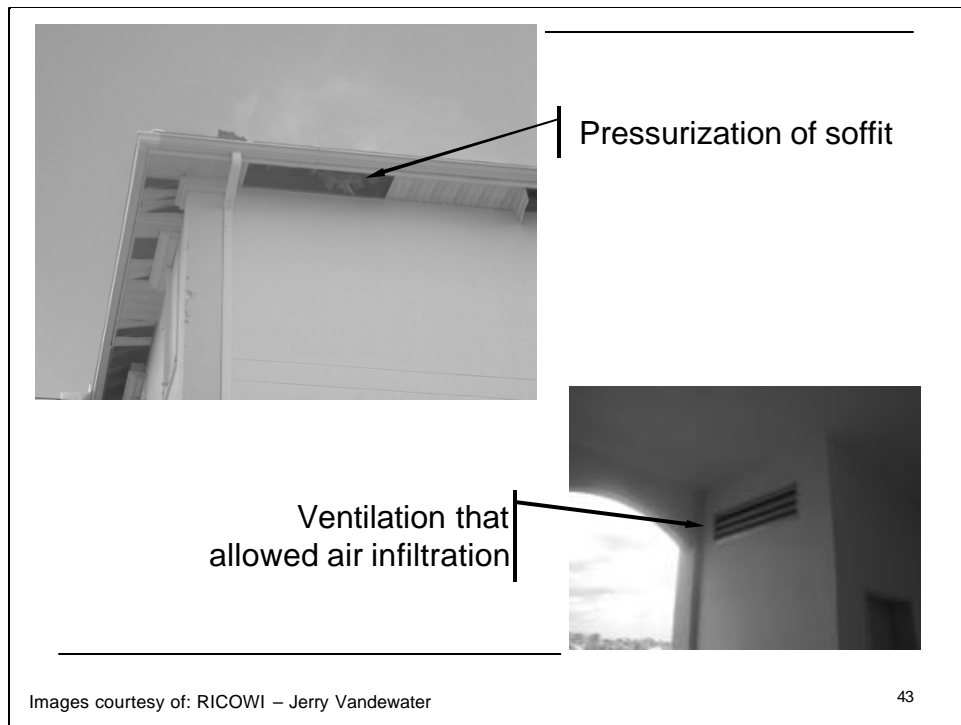 Pressurization of soffit
Ventilation that
allowed air infiltration
Images courtesy of: RICOWI – Jerry Vandewater
43